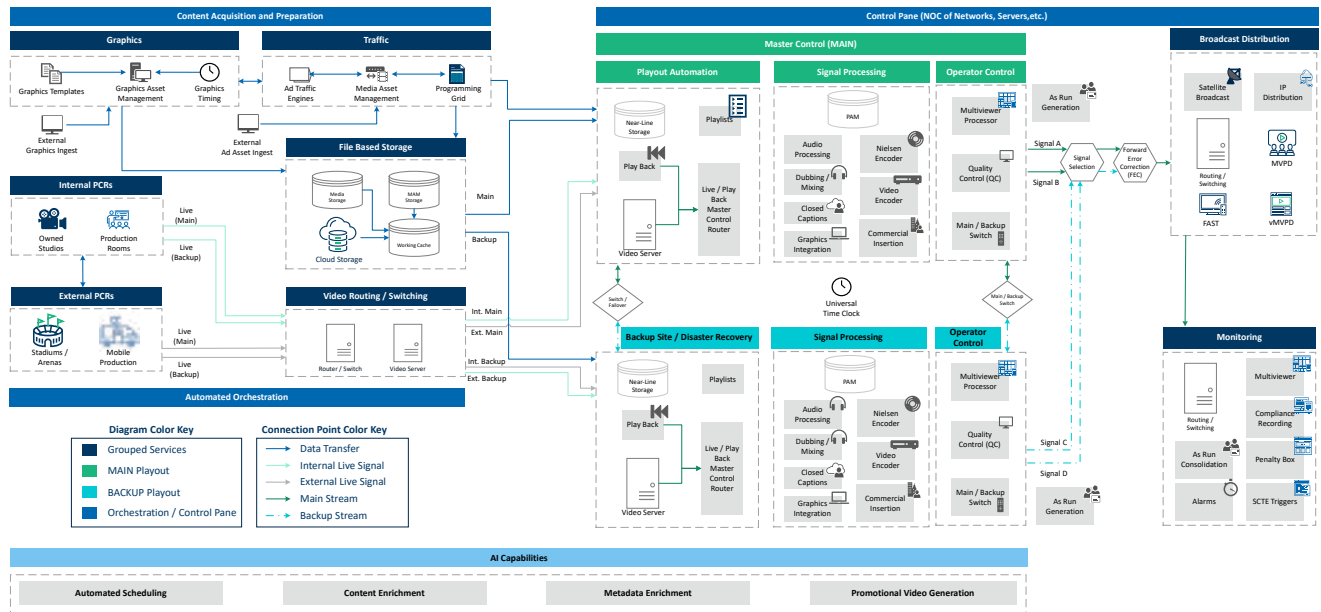 Content Acquisition and Preparation
Control Pane (NOC of Networks, Servers,etc.)
Graphics
Traffic
Graphics Templates
Graphics Asset
Management
Graphics
Timing
Ad Traffic
Engines
Media Asset
Management
Programming
Grid
External
Graphics Ingest
External
Ad Asset Ingest
File Based Storage
Media
Storage
MAM
Storage
Cloud Storage
Working Cache
Internal PCRs
Owned
Studios
Production
Rooms
Live
(Main)
Live
(Backup)
External PCRs
Stadiums /
Arenas
Mobile
Production
Live
(Main)
Live
(Backup)
Video Routing / Switching
Router / Switch
Video Server
Main
Backup
Int. Main
Ext. Main
Int. Backup
Ext. Backup
Automated Orchestration
Diagram Color Key
Grouped Services
MAIN Playout
BACKUP Playout
Orchestration / Control Pane
Connection Point Color Key
Data Transfer
Internal Live Signal
External Live Signal
Main Stream
Backup Stream
Master Control (MAIN)
Playout Automation
Near-Line
Storage
Playlists
Play Back
Live / Play
Back
Master
Control
Router
Video Server
Signal Processing
PAM
Audio
Processing
Nielsen
Encoder
Dubbing /
Mixing
Video
Encoder
Closed
Captions
Graphics
Integration
Commercial
Insertion
Operator Control
Multiviewer
Processor
Quality
Control (QC)
Main / Backup
Switch
As Run
Generation
Signal A
Signal B
Signal
Selection
Forward
Error
Correction
(FEC)
Switch /
Failover
Universal
Time Clock
Main / Backup
Switch
Backup Site / Disaster Recovery
Near-Line
Storage
Playlists
Play Back
Live / Play
Back
Master
Control
Router
Video Server
Signal Processing
PAM
Audio
Processing
Nielsen
Encoder
Dubbing /
Mixing
Video
Encoder
Closed
Captions
Graphics
Integration
Commercial
Insertion
Operator
Control
Multiviewer
Processor
Quality
Control (QC)
Main / Backup
Switch
Signal C
Signal D
As Run
Generation
Broadcast Distribution
Satellite
Broadcast
IP
Distribution
Routing /
Switching
MVPD
FAST
vMVPD
Monitoring
Routing /
Switching
Multiviewer
Compliance
Recording
As Run
Consolidation
Penalty Box
Alarms
SCTE Triggers
AI Capabilities
Automated Scheduling
Content Enrichment
Metadata Enrichment
Promotional Video Generation